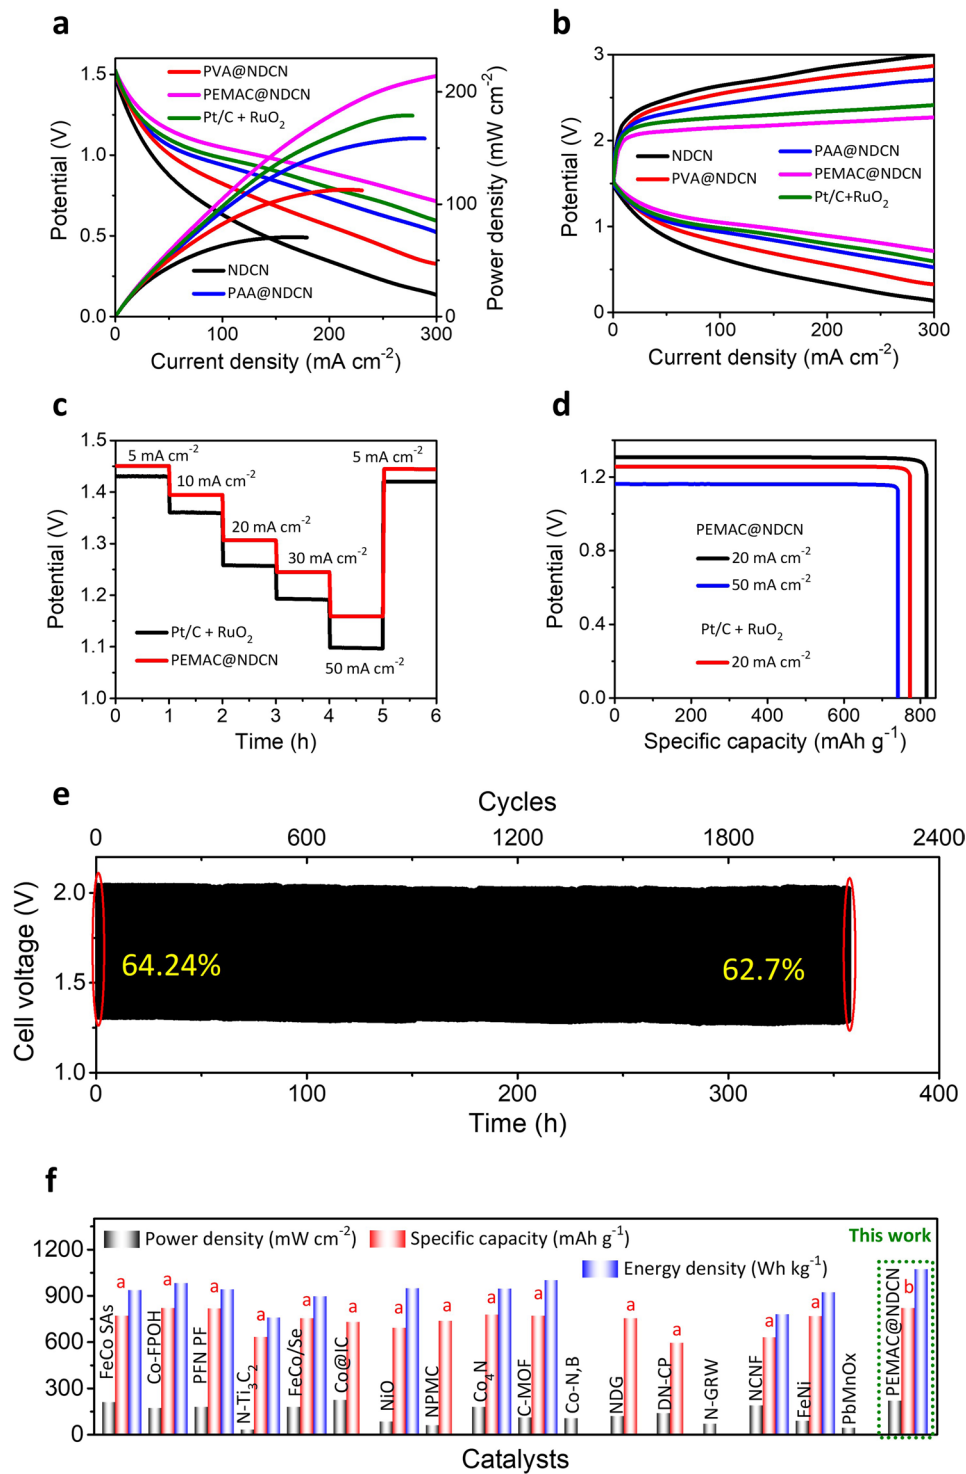 a
PVA@NDCN
PEMAC@NDCN
Pt/C + RuO2
NDCN
PAA@NDCN
1.5
1.0
0.5
0.0
Potential (V)
200
100
0
Power density (mW cm-2)
0 100 200 300
Current density (mA cm-2)
b
3
2
1
0
Potential (V)
NDCN
PVA@NDCN
PAA@NDCN
PEMAC@NDCN
Pt/C+RuO2
0 100 200 300
Current density (mA cm-2)
c
1.5
1.4
1.3
1.2
1.1
1.0
Potential (V)
5 mA cm-2
10 mA cm-2
20 mA cm-2
30 mA cm-2
50 mA cm-2
5 mA cm-2
Pt/C + RuO2
PEMAC@NDCN
0 1 2 3 4 5 6
Time (h)
d
1.2
0.8
0.4
0.0
Potential (V)
PEMAC@NDCN
20 mA cm-2
50 mA cm-2
Pt/C + RuO2
20 mA cm-2
0 200 400 600 800
Specific capacity (mAh g-1)
e
Cycles
0 600 1200 1800 2400
2.0
1.5
1.0
Cell voltage (V)
64.24%
62.7%
0 100 200 300 400
Time (h)
f
1200
900
600
300
0
Power density (mW cm-2)
Specific capacity (mAh g-1)
Energy density (Wh kg-1)
This work
FeCo SAs
a
Co-FPOH
a
PFN PF
a
N-Ti3C2
a
FeCo/Se
a
Co@IC
a
NiO
a
NPMC
a
Co4N
a
C-MOF
a
Co-N,B
NDG
a
DN-CP
a
N-GRW
NCNF
a
FeNi
a
PbMnOx
PEMAC@NDCN
b
Catalysts